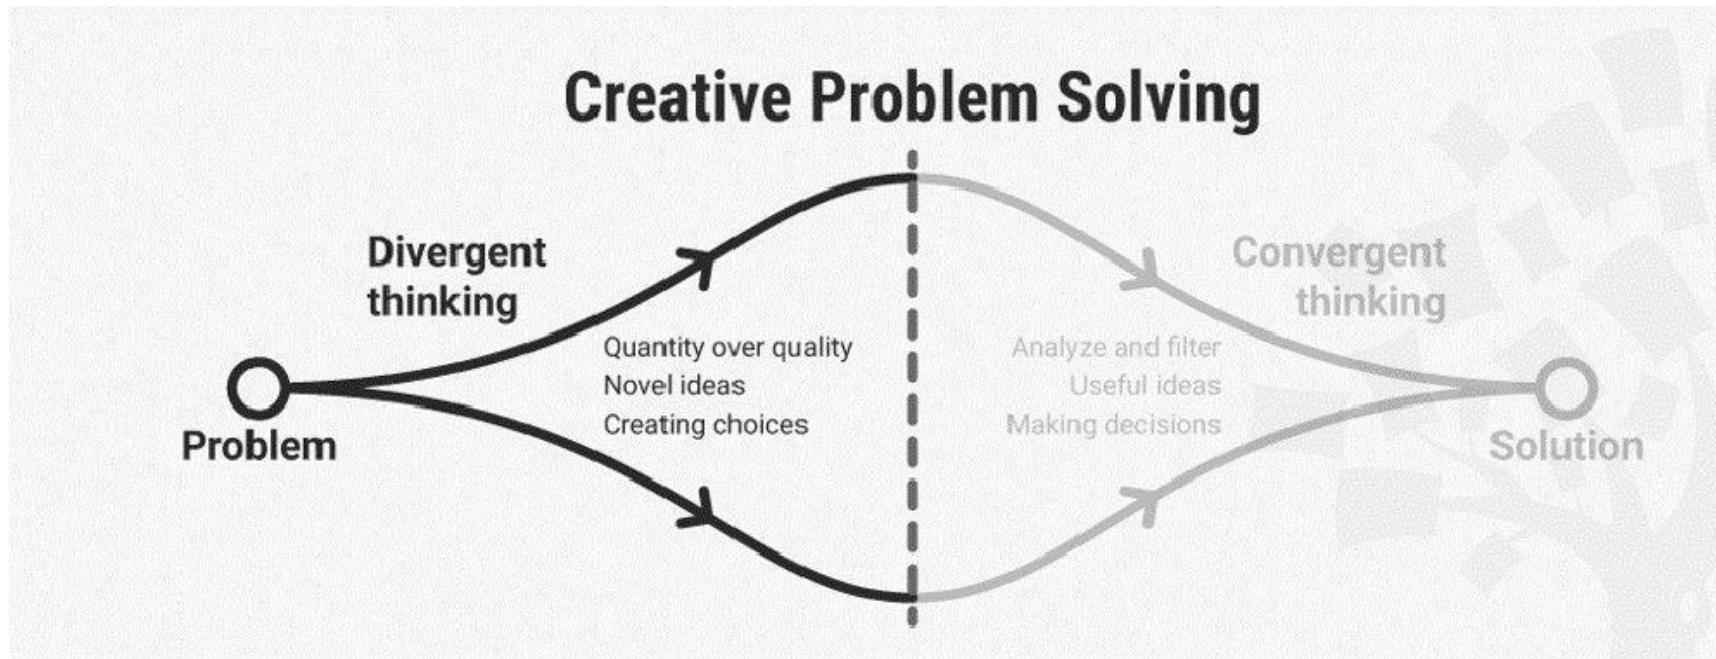 Creative Problem Solving
Divergent
thinking
Quantity over quality
Novel ideas
Creating choices
Problem
Convergent
thinking
Analyze and filter
Useful ideas
Making decisions
Solution